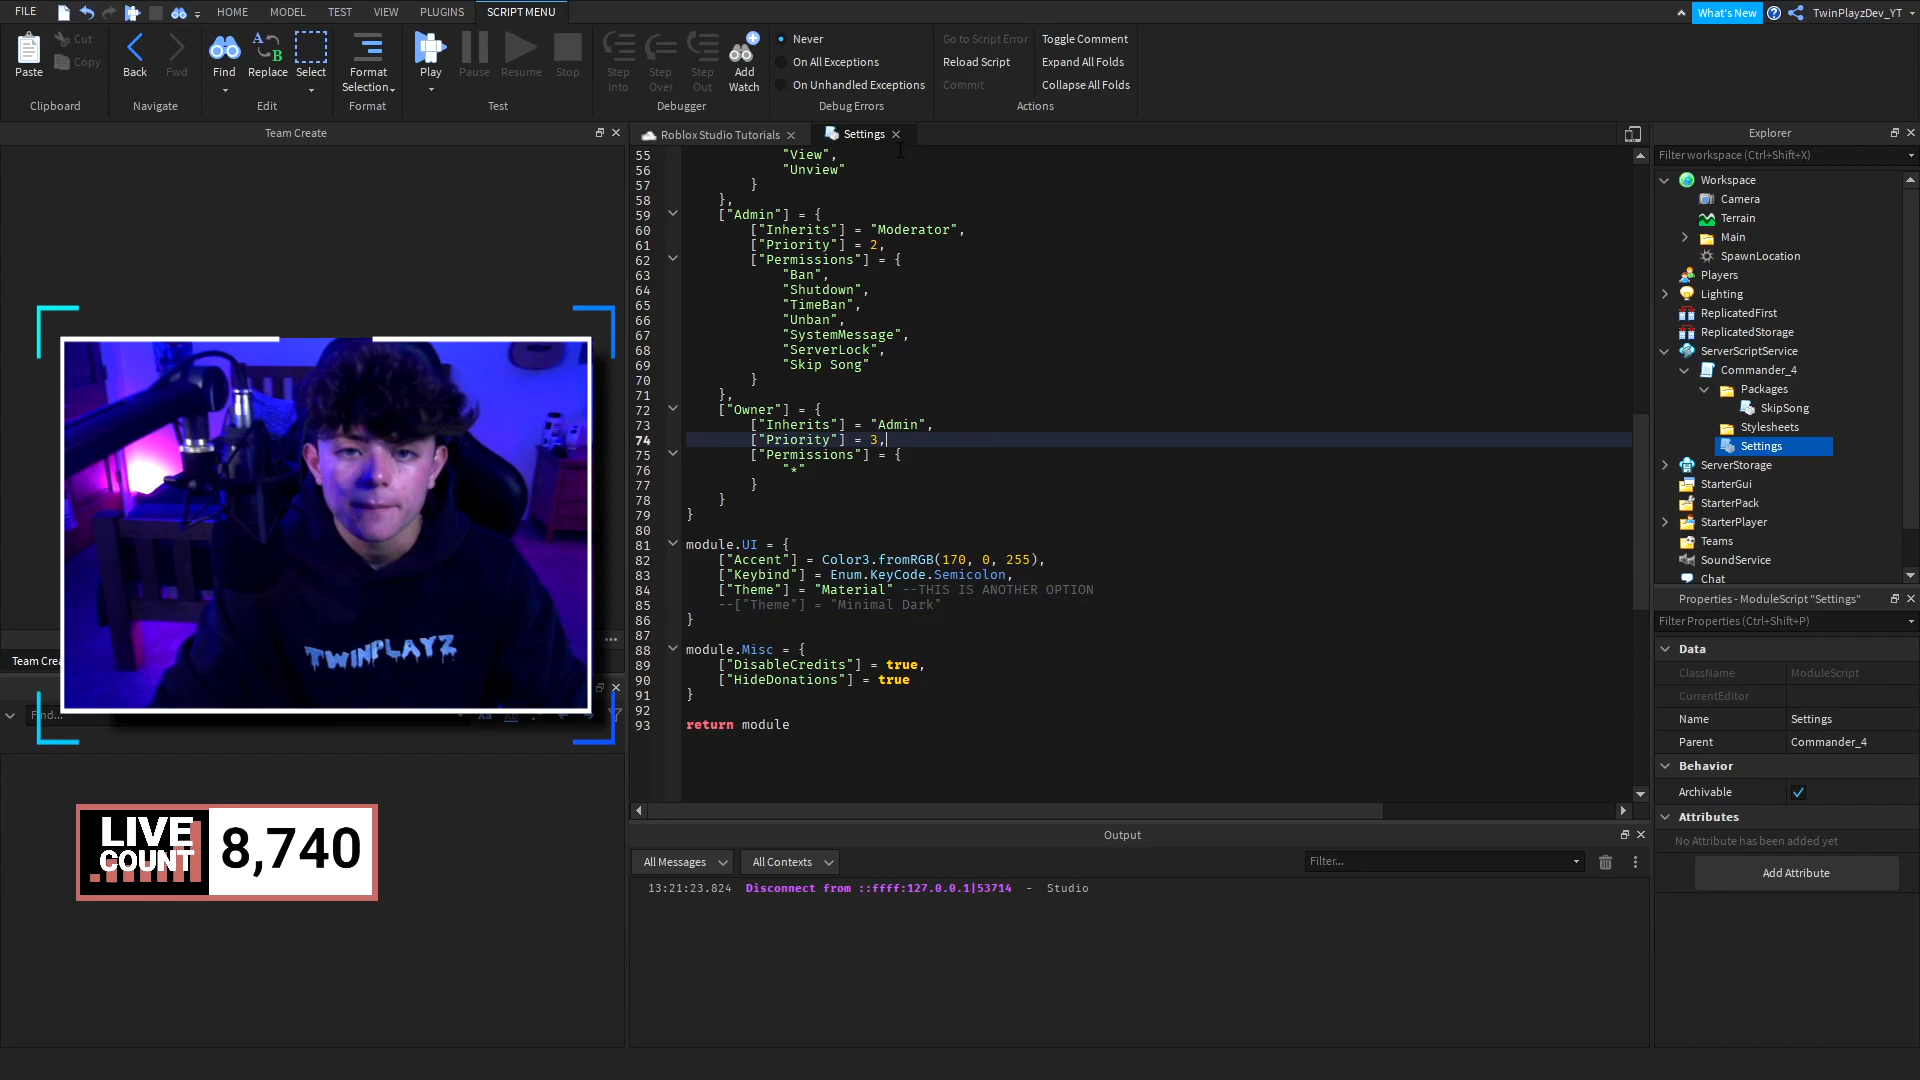 FILE HOME MODEL TEST VIEW PLUGINS SCRIPT MENU What's New TwinPlayzDev_YT
Paste Cut Copy Back Fwd Find Replace Select Format Selection Play Pause Resume Stop Step Into Step Over Step Out Add Watch
Never
On All Exceptions
On Unhandled Exceptions
Go to Script Error Toggle Comment
Reload Script Expand All Folds
Commit Collapse All Folds
Clipboard Navigate Edit Format Test Debugger Debug Errors Actions
Team Create
Roblox Studio Tutorials Settings
55 "View",
56 "Unview"
57 }
58 },
59 ["Admin"] = {
60 ["Inherits"] = "Moderator",
61 ["Priority"] = 2,
62 ["Permissions"] = {
63 "Ban",
64 "Shutdown",
65 "TimeBan",
66 "Unban",
67 "SystemMessage",
68 "ServerLock",
69 "Skip Song"
70 }
71 },
72 ["Owner"] = {
73 ["Inherits"] = "Admin",
74 ["Priority"] = 3,
75 ["Permissions"] = {
76 "*"
77 }
78 }
79 }
80
81 module.UI = {
82 ["Accent"] = Color3.fromRGB(170, 0, 255),
83 ["Keybind"] = Enum.KeyCode.Semicolon,
84 ["Theme"] = "Material" --THIS IS ANOTHER OPTION
85 --["Theme"] = "Minimal Dark"
86 }
87
88 module.Misc = {
89 ["DisableCredits"] = true,
90 ["HideDonations"] = true
91 }
92
93 return module
TWINPLAYZ
Team Crea
Find...
LIVE
COUNT
8,740
Output
All Messages All Contexts Filter...
13:21:23.824 Disconnect from ::ffff:127.0.0.1|53714 - Studio
Explorer
Filter workspace (Ctrl+Shift+X)
Workspace
Camera
Terrain
Main
SpawnLocation
Players
Lighting
ReplicatedFirst
ReplicatedStorage
ServerScriptService
Commander_4
Packages
SkipSong
Stylesheets
Settings
ServerStorage
StarterGui
StarterPack
StarterPlayer
Teams
SoundService
Chat
Properties - ModuleScript "Settings"
Filter Properties (Ctrl+Shift+P)
Data
ClassName ModuleScript
CurrentEditor
Name Settings
Parent Commander_4
Behavior
Archivable
Attributes
No Attribute has been added yet
Add Attribute